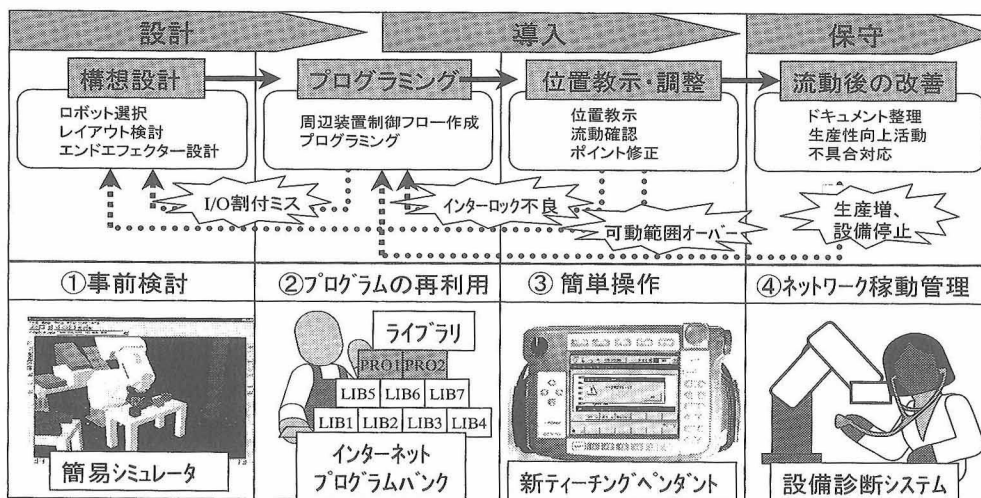 設計
導入
保守
構想設計
プログラミング
位置教示・調整
流動後の改善
ロボット選択
レイアウト検討
エンドエフェクター設計
周辺装置制御フロー作成
プログラミング
位置教示
流動確認
ポイント修正
ドキュメント整理
生産性向上活動
不具合対応
I/O割付ミス
インターロック不良
可動範囲オーバー
生産増、
設備停止
①事前検討
②プログラムの再利用
③ 簡単操作
④ネットワーク稼動管理
簡易シミュレータ
ライブラリ
PRO1 PRO2
LIB5 LIB6 LIB7
LIB1 LIB2 LIB3 LIB4
インターネット
プログラムバンク
新ティーチングペンダント
設備診断システム